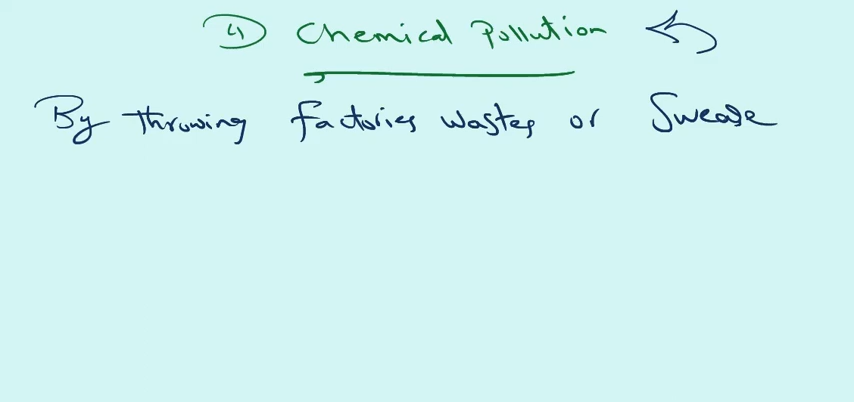 4) Chemical Pollution
By throwing factories wastes or Swease